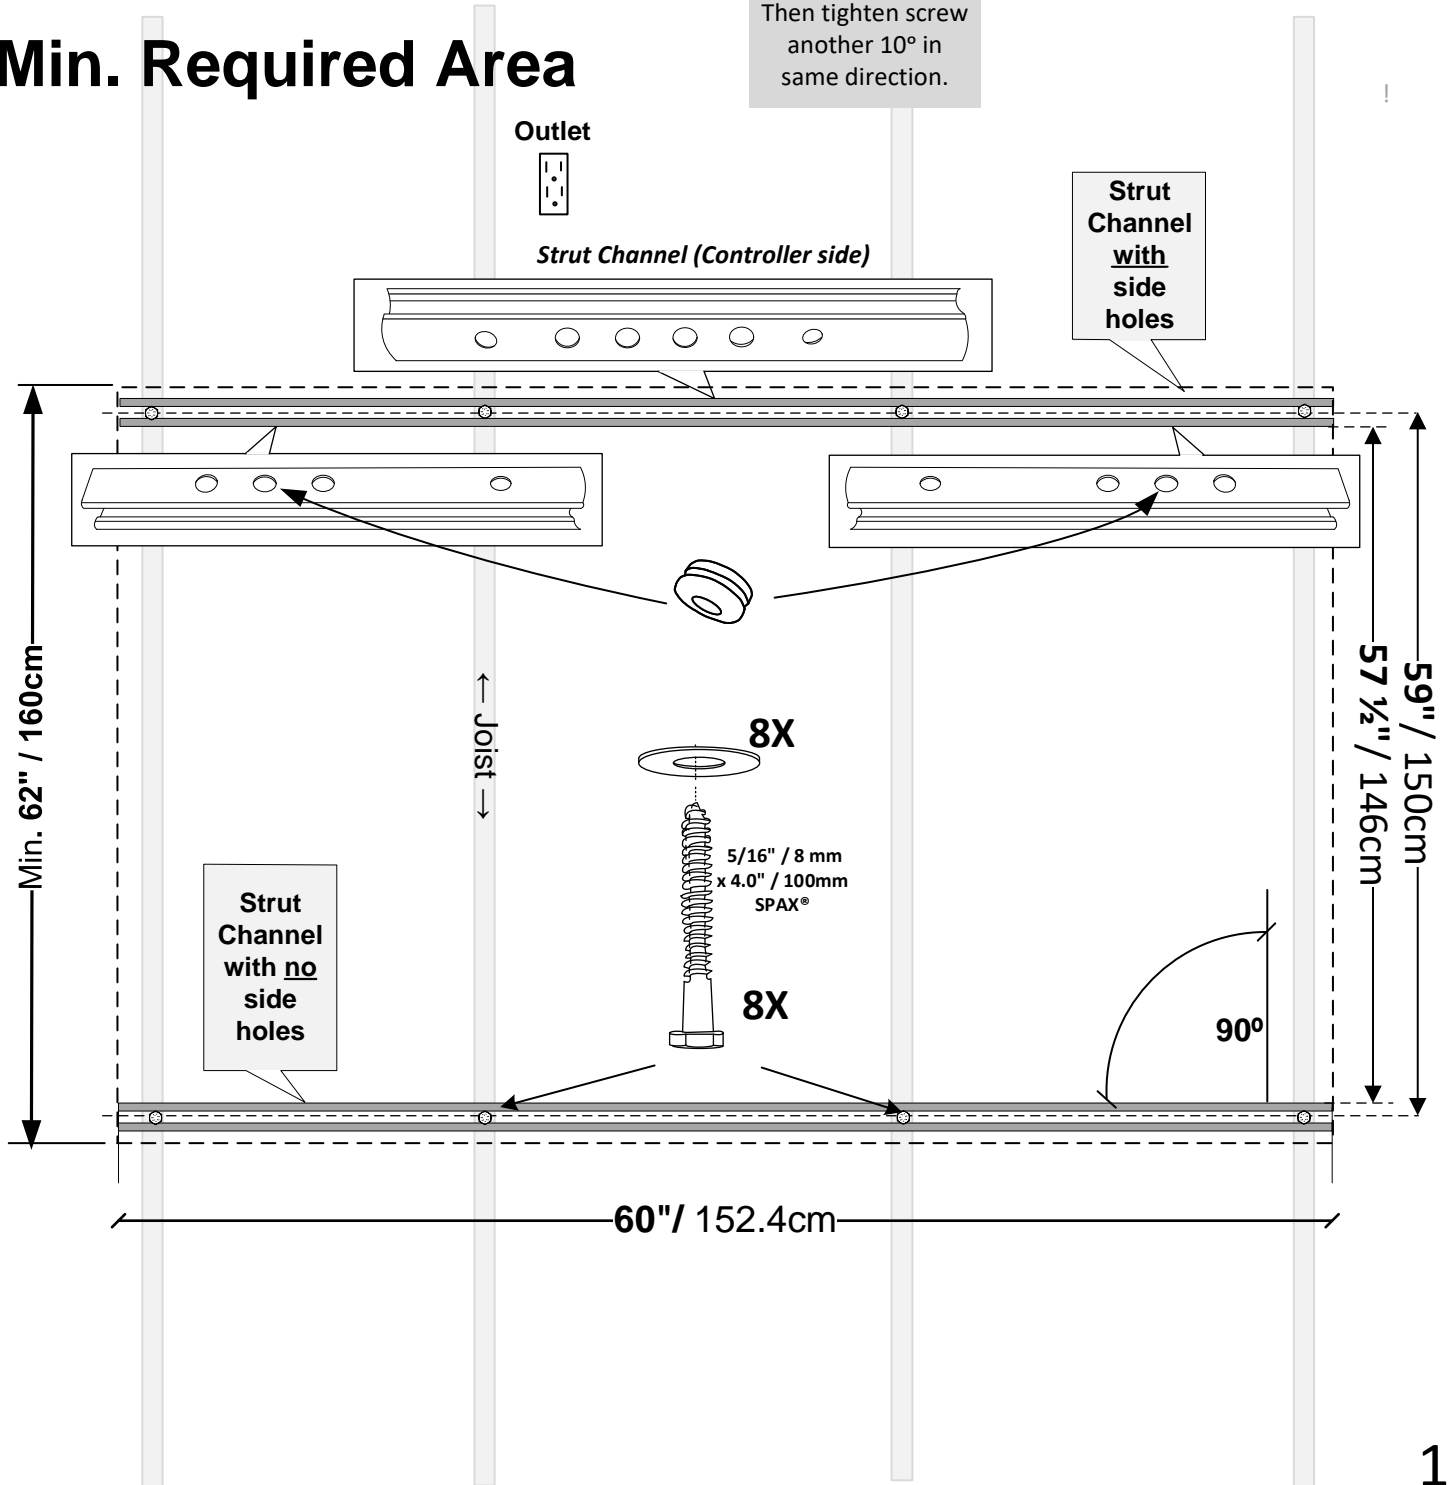 Then tighten screw
another 10° in
same direction.
Min. Required Area
!
Outlet
Strut
Channel
with
side
holes
Strut Channel (Controller side)
Min. 62" / 160cm
← Joist →
8X
5/16" / 8 mm
x 4.0" / 100mm
SPAX®
8X
57 ½" / 146cm
59" / 150cm
Strut
Channel
with no
side
holes
90º
60"/ 152.4cm
1